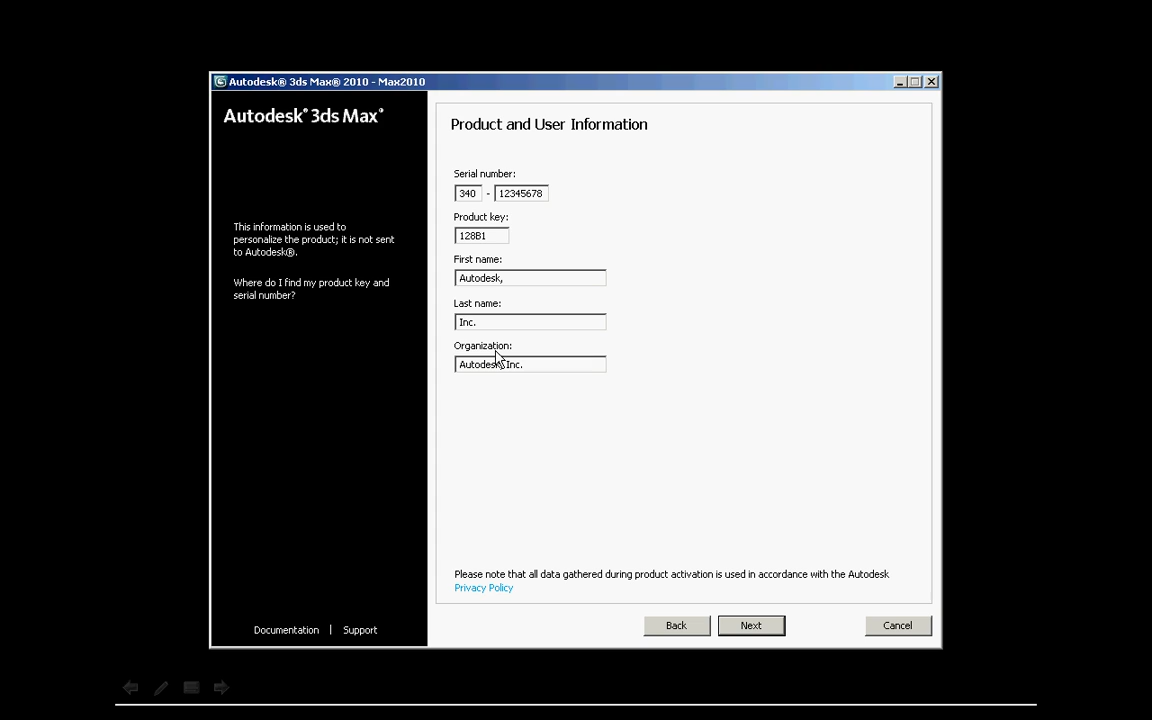 Autodesk® 3ds Max® 2010 - Max2010
Autodesk® 3ds Max®
This information is used to
personalize the product; it is not sent
to Autodesk®.
Where do I find my product key and
serial number?
Documentation | Support
Product and User Information
Serial number:
340 - 12345678
Product key:
128B1
First name:
Autodesk,
Last name:
Inc.
Organization:
Autodesk, Inc.
Please note that all data gathered during product activation is used in accordance with the Autodesk
Privacy Policy
Back Next Cancel